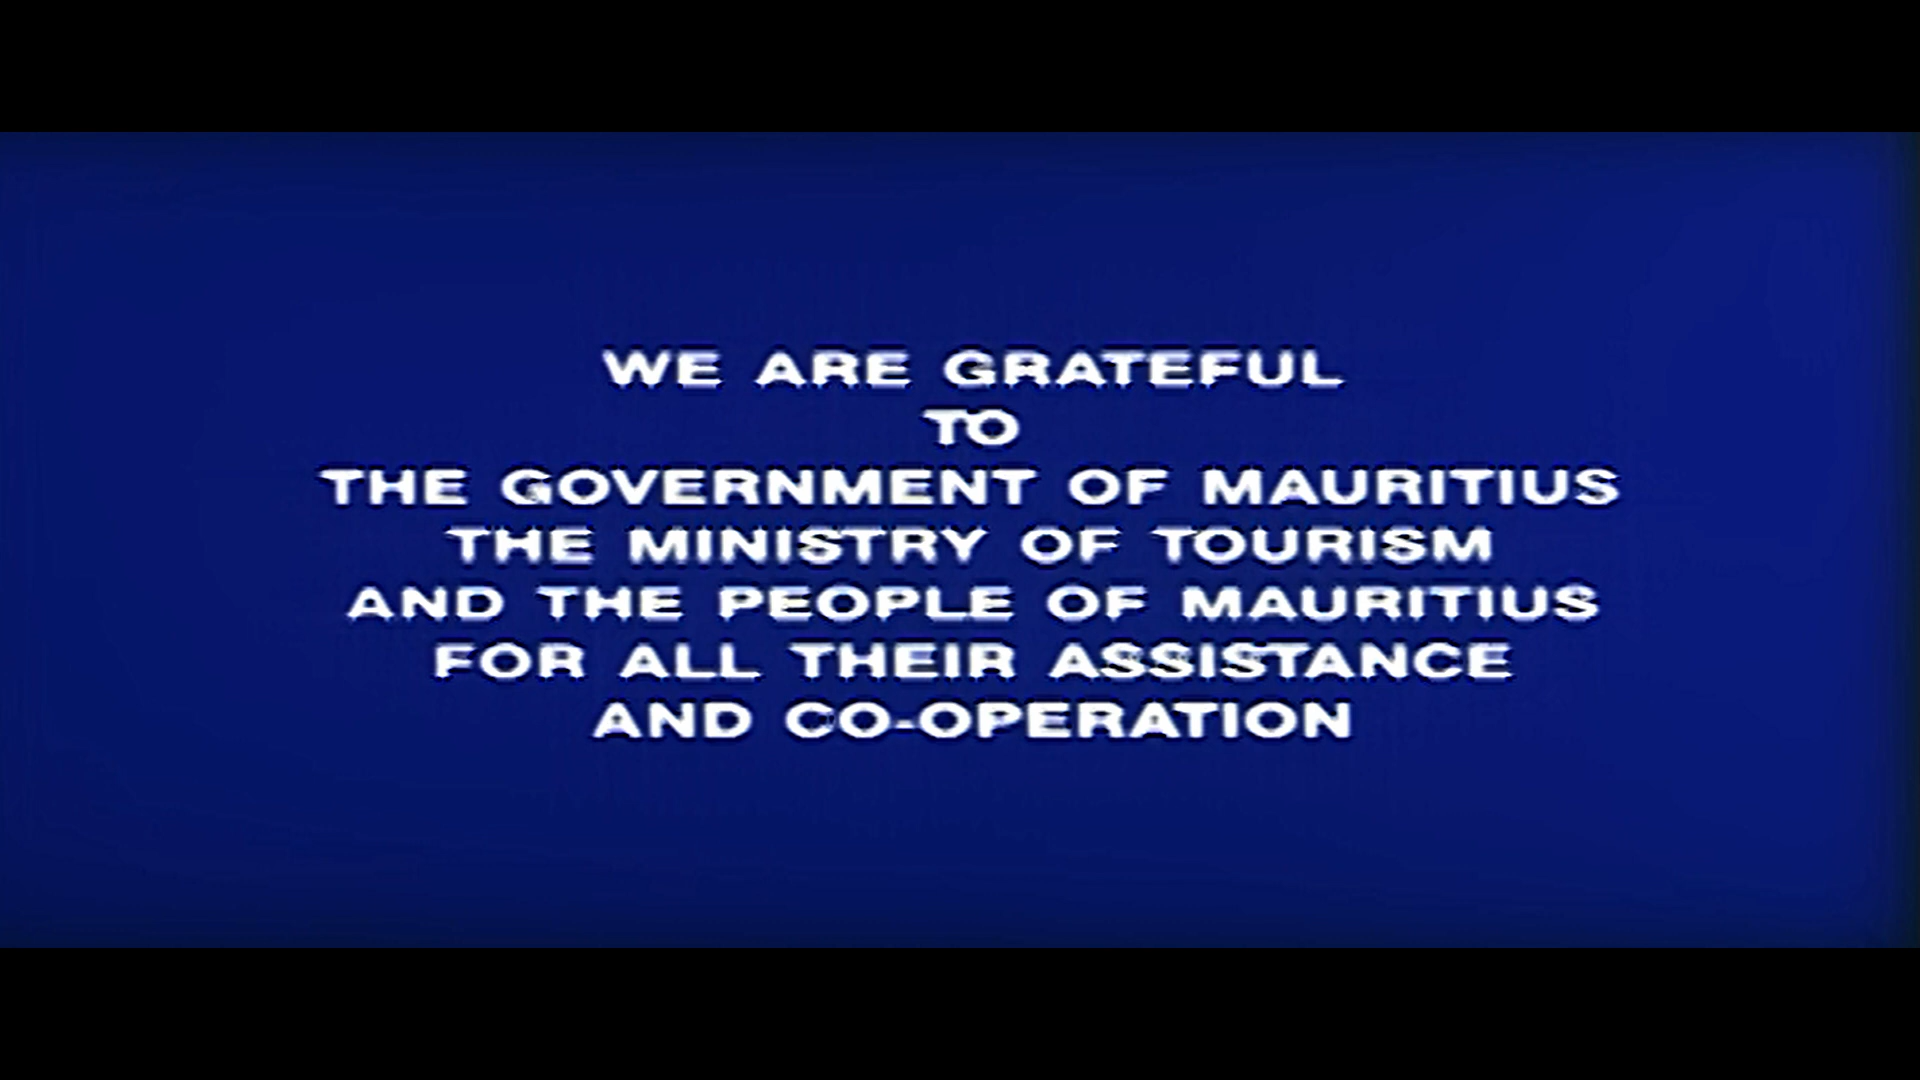 WE ARE GRATEFUL
TO
THE GOVERNMENT OF MAURITIUS
THE MINISTRY OF TOURISM
AND THE PEOPLE OF MAURITIUS
FOR ALL THEIR ASSISTANCE
AND CO-OPERATION